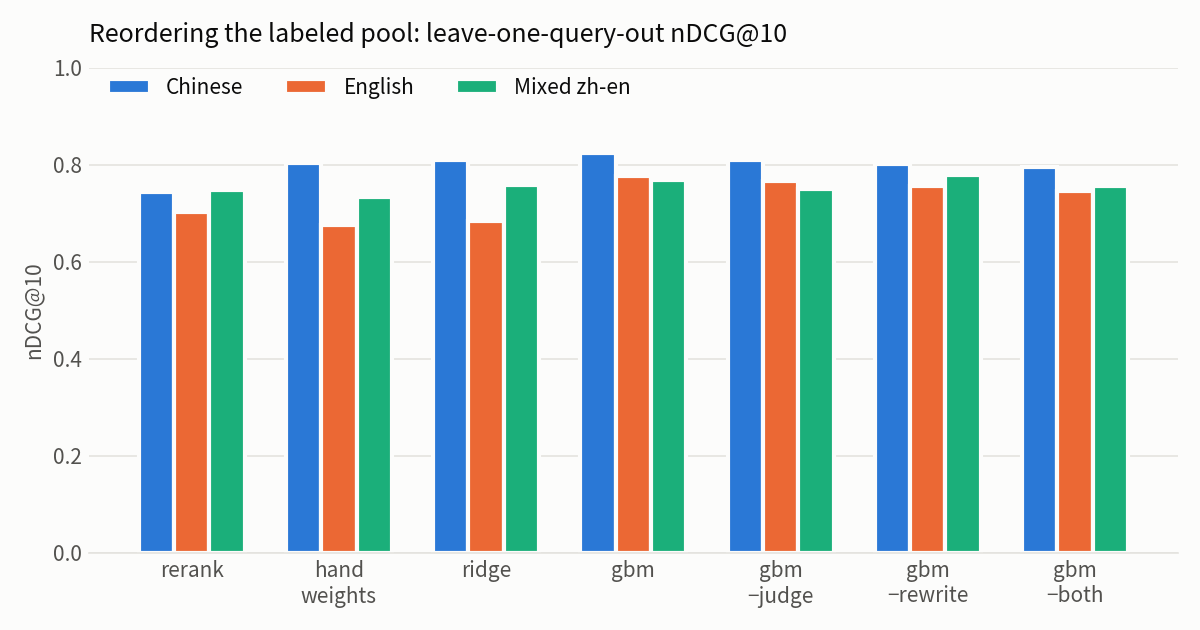 Reordering the labeled pool: leave-one-query-out nDCG@10
Chinese
English
Mixed zh-en
nDCG@10
1.0
0.8
0.6
0.4
0.2
0.0
rerank
hand
weights
ridge
gbm
gbm
−judge
gbm
−rewrite
gbm
−both